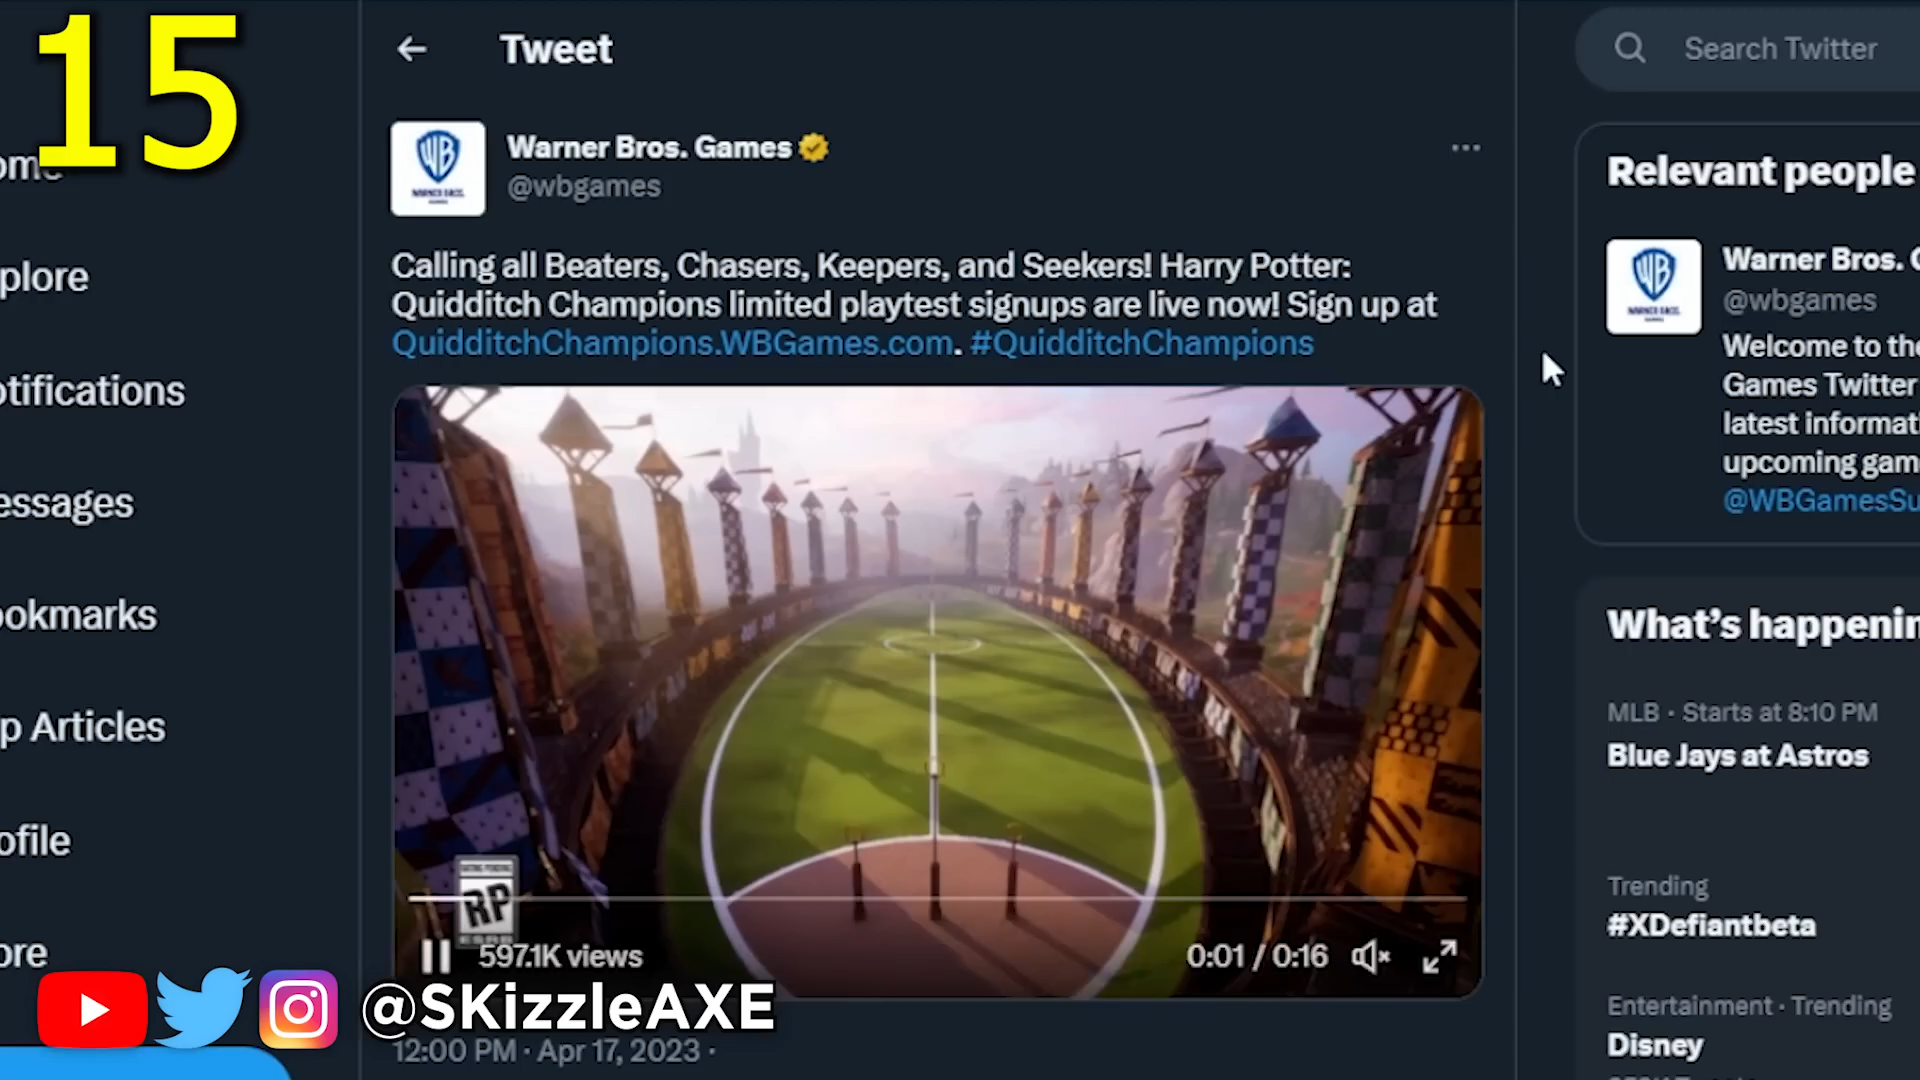 15
Tweet
Search Twitter
Warner Bros. Games
@wbgames
Calling all Beaters, Chasers, Keepers, and Seekers! Harry Potter:
Quidditch Champions limited playtest signups are live now! Sign up at
QuidditchChampions.WBGames.com. #QuidditchChampions
ome
plore
otifications
essages
ookmarks
p Articles
ofile
ore
WB
RP
597.1K views
0:01 / 0:16
@SKizzleAXE
12:00 PM · Apr 17, 2023 ·
Relevant people
WB
Warner Bros. G
@wbgames
Welcome to the
Games Twitter
latest informati
upcoming gam
@WBGamesSu
What's happenin
MLB · Starts at 8:10 PM
Blue Jays at Astros
Trending
#XDefiantbeta
Entertainment · Trending
Disney